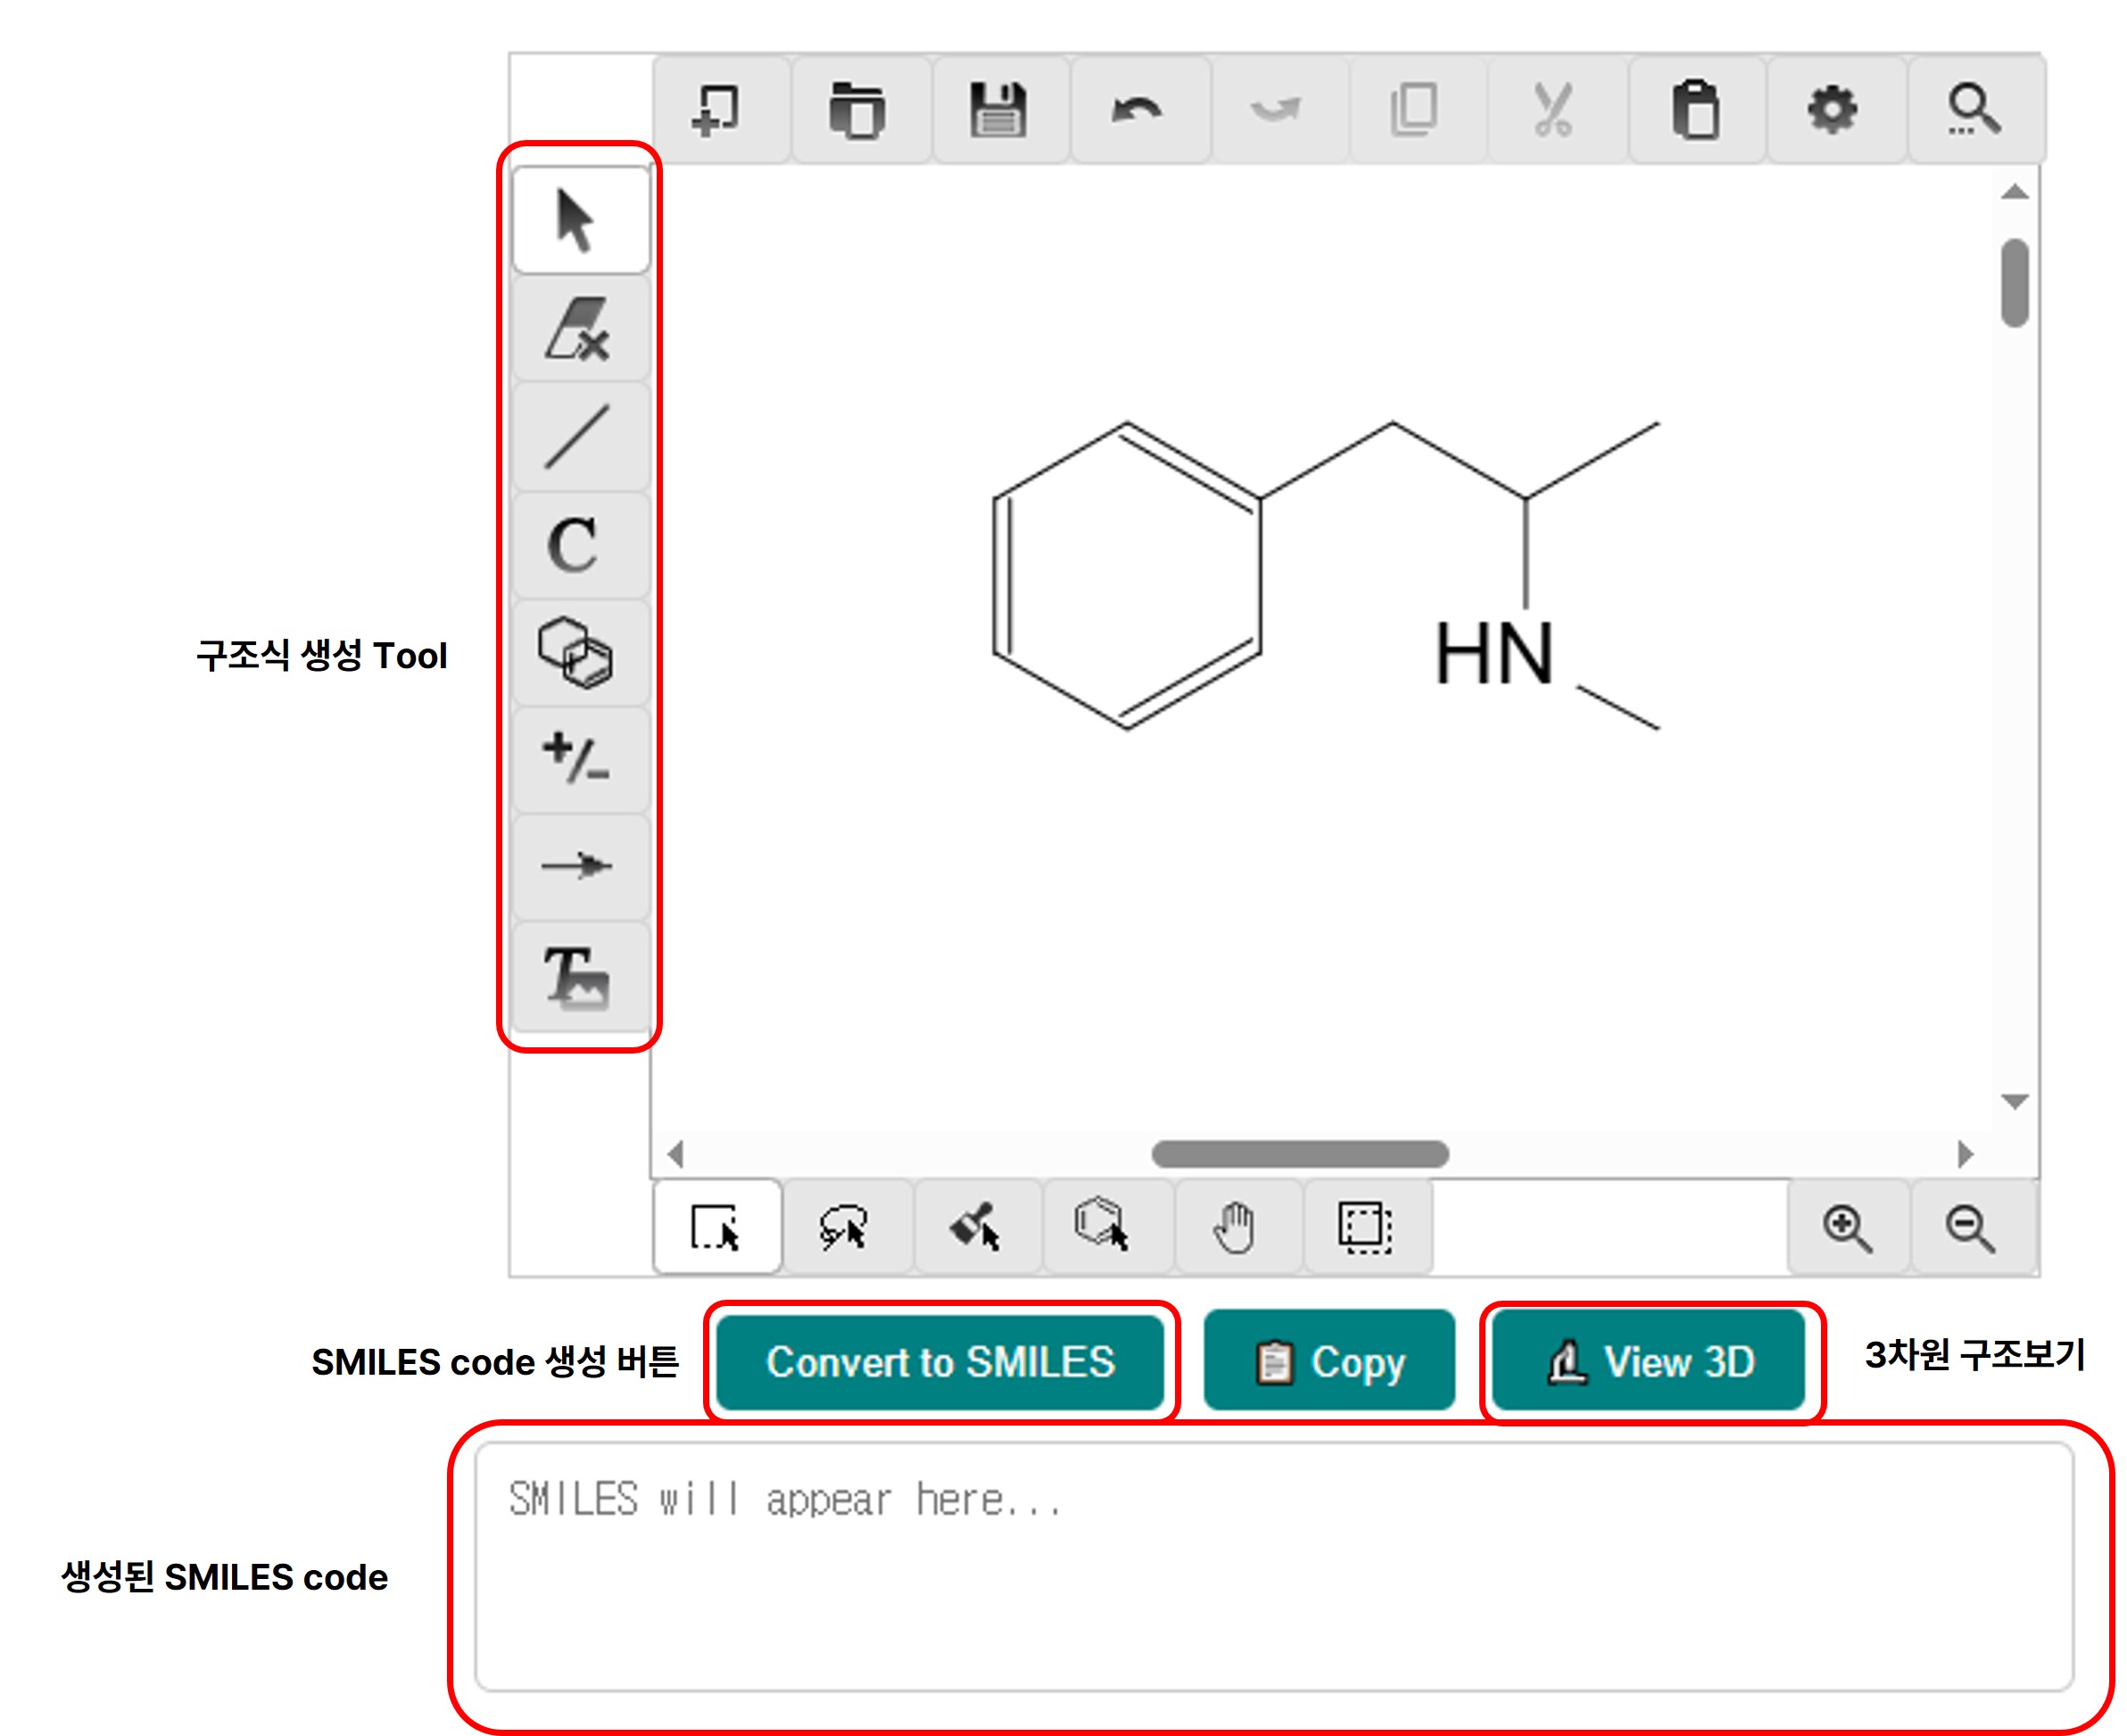 C
+/-
T
구조식 생성 Tool
HN
SMILES code 생성 버튼
Convert to SMILES
Copy
View 3D
3차원 구조보기
SMILES will appear here...
생성된 SMILES code